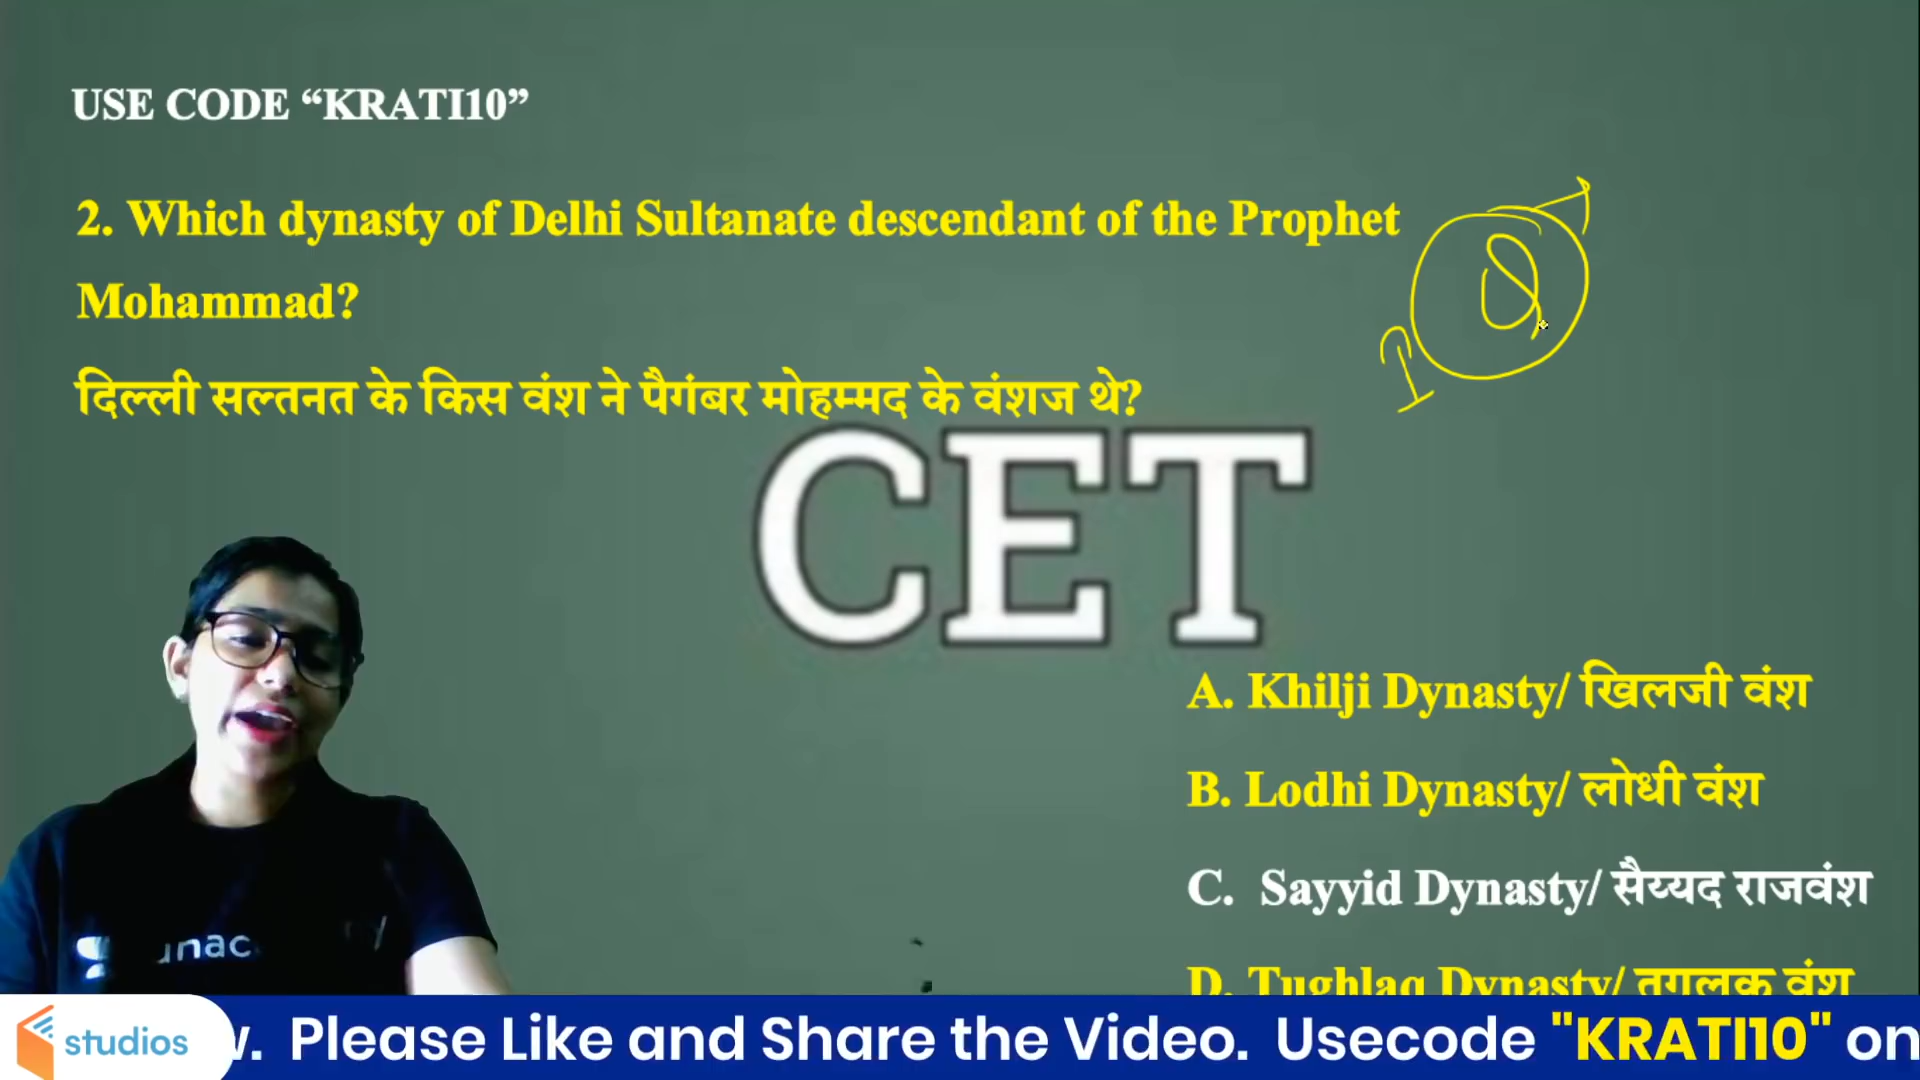 USE CODE “KRATI10”
2. Which dynasty of Delhi Sultanate descendant of the Prophet
Mohammad?
दिल्ली सल्तनत के किस वंश ने पैगंबर मोहम्मद के वंशज थे?
CET
A. Khilji Dynasty/ खिलजी वंश
B. Lodhi Dynasty/ लोधी वंश
C. Sayyid Dynasty/ सैय्यद राजवंश
D. Tughlaq Dynasty/ तुगलक वंश
studios
Please Like and Share the Video. Usecode "KRATI10" on